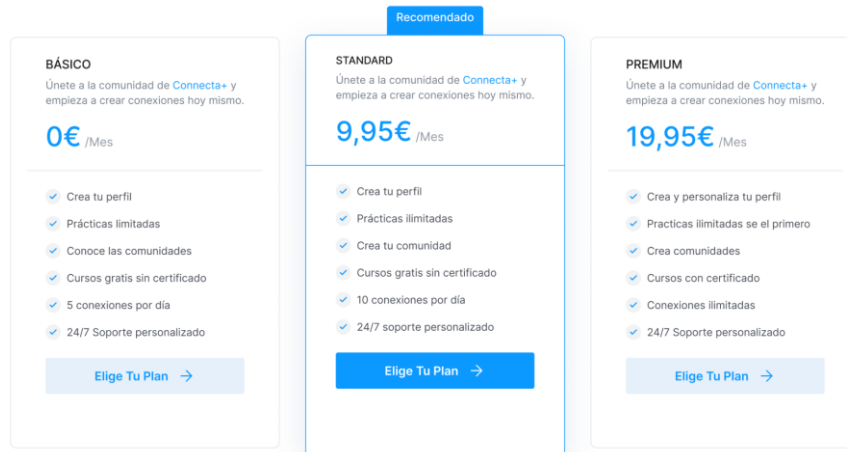 Recomendado
BÁSICO
Únete a la comunidad de Connecta+ y
empieza a crear conexiones hoy mismo.
0€ /Mes
Crea tu perfil
Prácticas limitadas
Conoce las comunidades
Cursos gratis sin certificado
5 conexiones por día
24/7 Soporte personalizado
Elige Tu Plan
STANDARD
Únete a la comunidad de Connecta+ y
empieza a crear conexiones hoy mismo.
9,95€ /Mes
Crea tu perfil
Prácticas ilimitadas
Crea tu comunidad
Cursos gratis sin certificado
10 conexiones por día
24/7 soporte personalizado
Elige Tu Plan
PREMIUM
Únete a la comunidad de Connecta+ y
empieza a crear conexiones hoy mismo.
19,95€ /Mes
Crea y personaliza tu perfil
Practicas ilimitadas se el primero
Crea comunidades
Cursos con certificado
Conexiones ilimitadas
24/7 Soporte personalizado
Elige Tu Plan